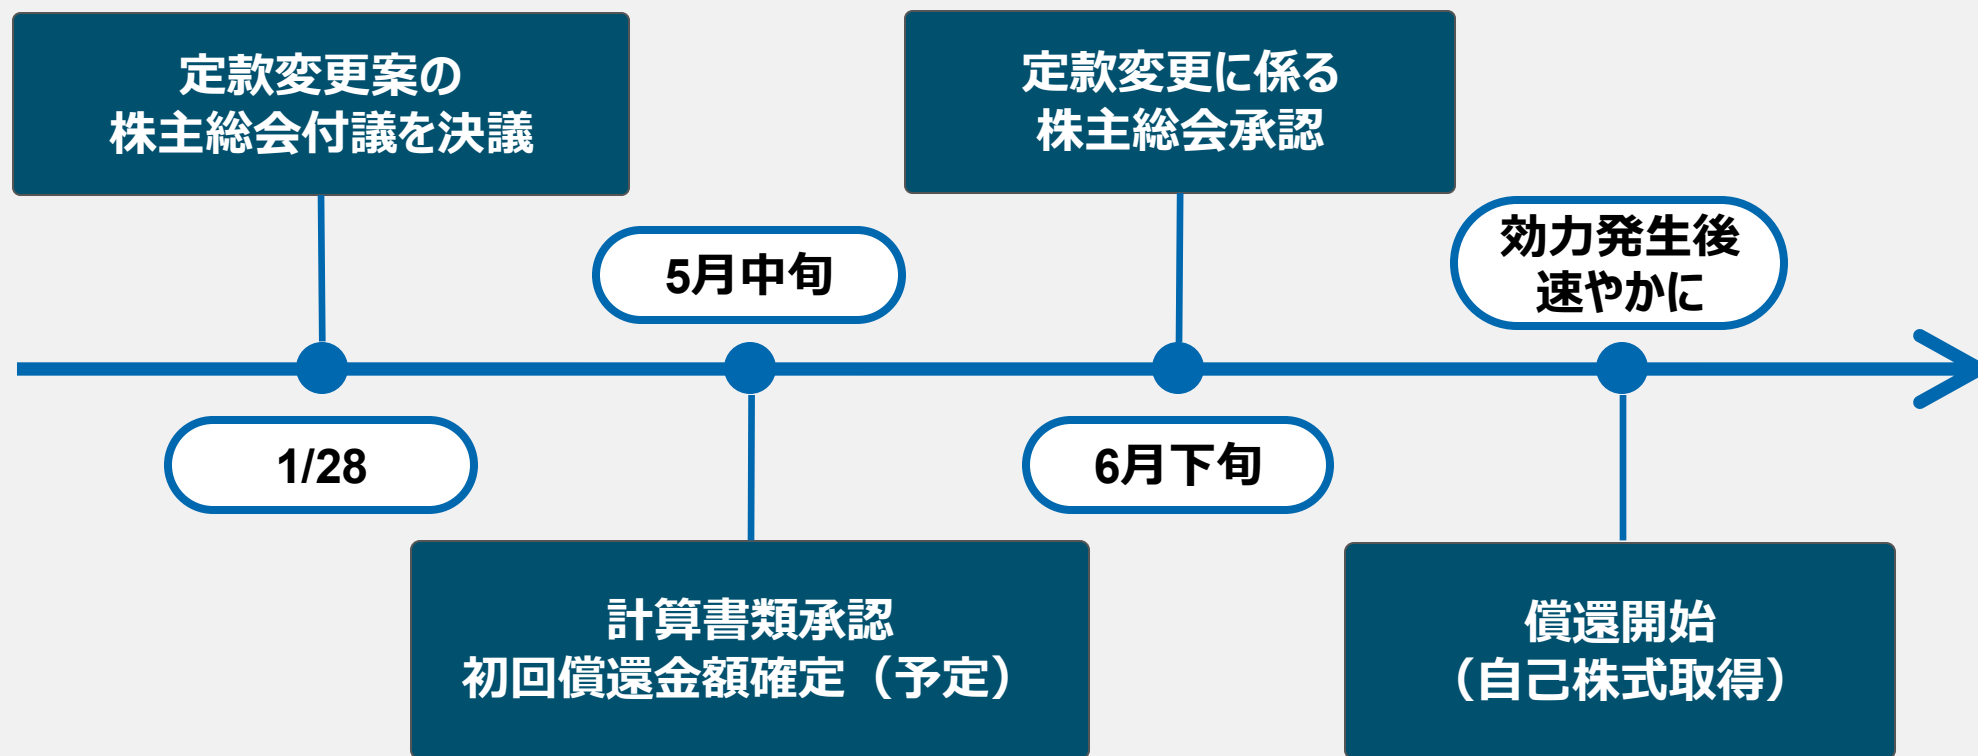 定款変更案の
株主総会付議を決議
1/28
5月中旬
計算書類承認
初回償還金額確定（予定）
定款変更に係る
株主総会承認
6月下旬
効力発生後
速やかに
償還開始
（自己株式取得）